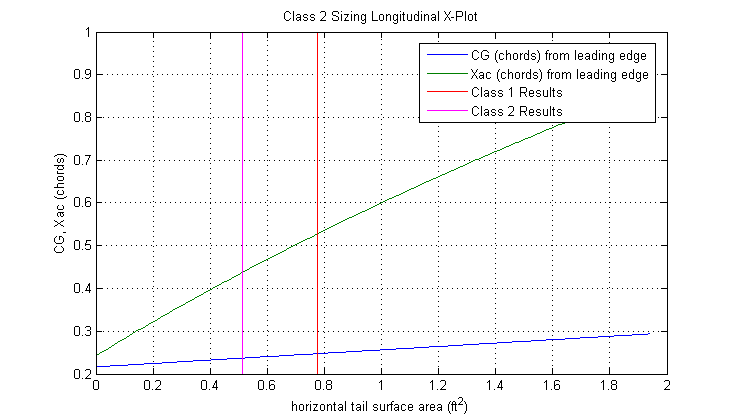 Class 2 Sizing Longitudinal X-Plot
CG (chords) from leading edge
Xac (chords) from leading edge
Class 1 Results
Class 2 Results
1
0.9
0.8
0.7
0.6
0.5
0.4
0.3
0.2
CG, Xac (chords)
0 0.2 0.4 0.6 0.8 1 1.2 1.4 1.6 1.8 2
horizontal tail surface area (ft²)